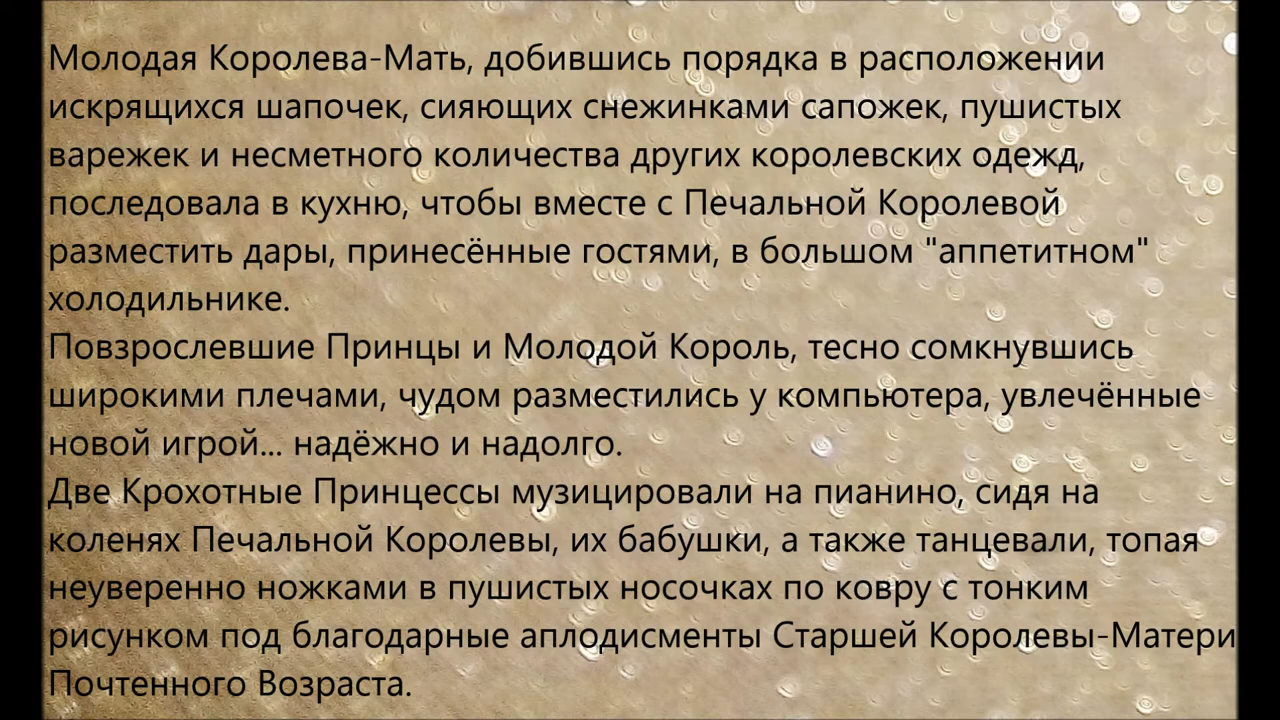 Молодая Королева-Мать, добившись порядка в расположении
искрящихся шапочек, сияющих снежинками сапожек, пушистых
варежек и несметного количества других королевских одежд,
последовала в кухню, чтобы вместе с Печальной Королевой
разместить дары, принесённые гостями, в большом "аппетитном"
холодильнике.
Повзрослевшие Принцы и Молодой Король, тесно сомкнувшись
широкими плечами, чудом разместились у компьютера, увлечённые
новой игрой... надёжно и надолго.
Две Крохотные Принцессы музицировали на пианино, сидя на
коленях Печальной Королевы, их бабушки, а также танцевали, топая
неуверенно ножками в пушистых носочках по ковру с тонким
рисунком под благодарные аплодисменты Старшей Королевы-Матери
Почтенного Возраста.